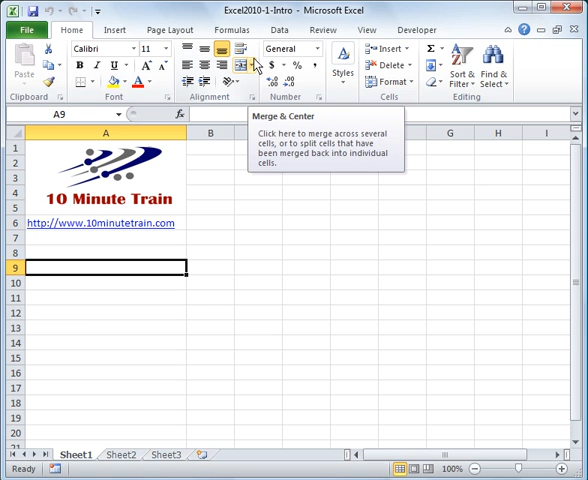 Excel2010-1-Intro - Microsoft Excel
File Home Insert Page Layout Formulas Data Review View Developer
Calibri 11 General Insert
Paste Delete Styles Sort & Filter Find & Select
B I U A A $ % , Format
Clipboard Font Alignment Number Cells Editing
A9 fx
Merge & Center
Click here to merge across several
cells, or to split cells that have
been merged back into individual
cells.
A B G H I
1
2
3
4
10 Minute Train
5
6 http://www.10minutetrain.com
7
8
9
10
11
12
13
14
15
16
17
18
19
20
21
Sheet1 Sheet2 Sheet3
Ready 100%